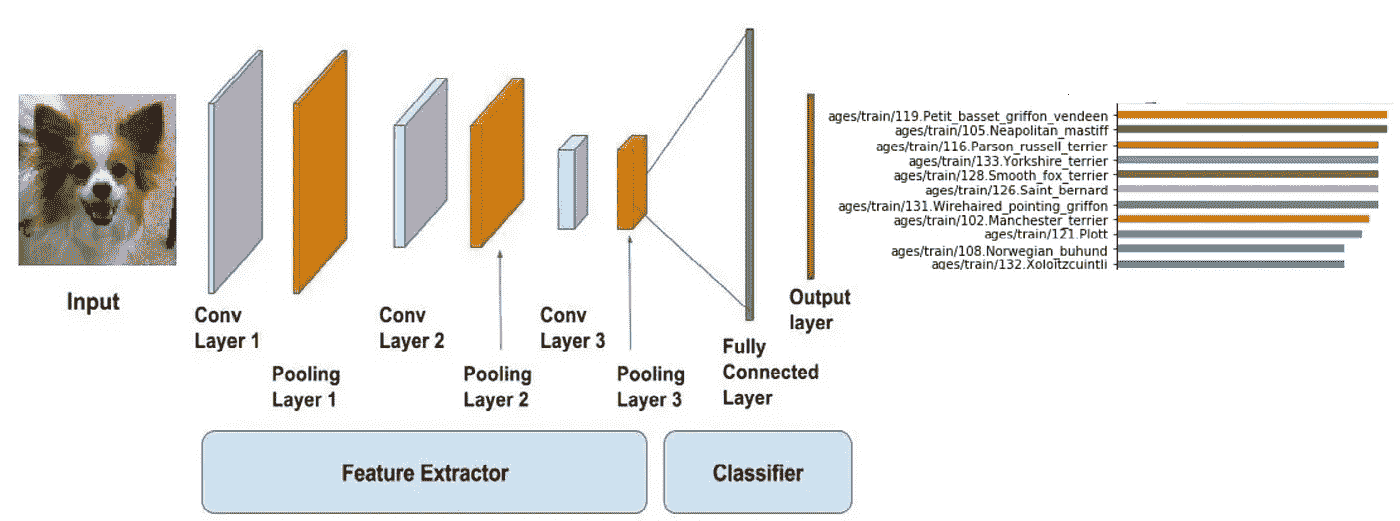 Input
Conv
Layer 1
Pooling
Layer 1
Conv
Layer 2
Pooling
Layer 2
Conv
Layer 3
Pooling
Layer 3
Fully
Connected
Layer
Output
layer
Feature Extractor
Classifier
ages/train/119.Petit_basset_griffon_vendeen
ages/train/105.Neapolitan_mastiff
ages/train/116.Parson_russell_terrier
ages/train/133.Yorkshire_terrier
ages/train/128.Smooth_fox_terrier
ages/train/126.Saint_bernard
ages/train/131.Wirehaired_pointing_griffon
ages/train/102.Manchester_terrier
ages/train/121.Plott
ages/train/108.Norwegian_buhund
ages/train/132.Xoloitzcuintli